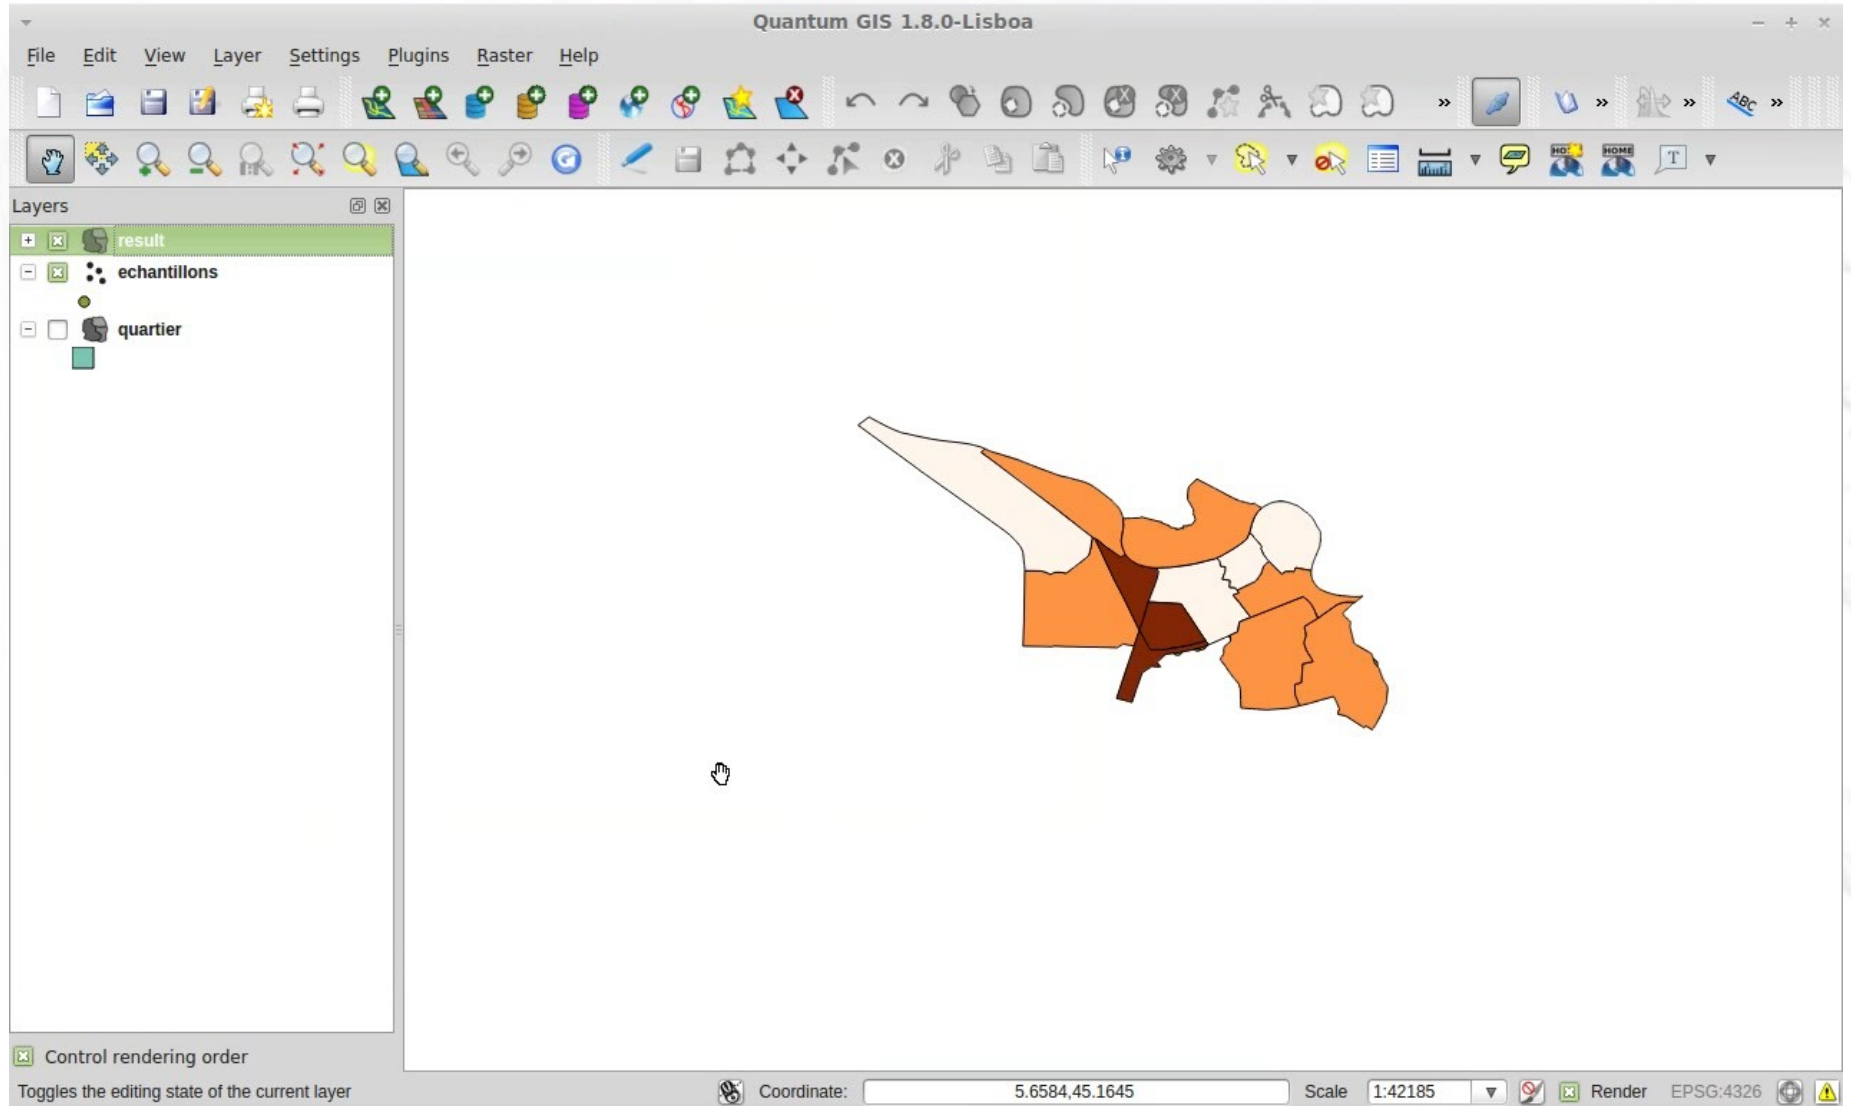 Quantum GIS 1.8.0-Lisboa
File Edit View Layer Settings Plugins Raster Help
» » » ABC »
HOME T
Layers
result
echantillons
quartier
Control rendering order
Toggles the editing state of the current layer Coordinate: 5.6584,45.1645 Scale 1:42185 Render EPSG:4326